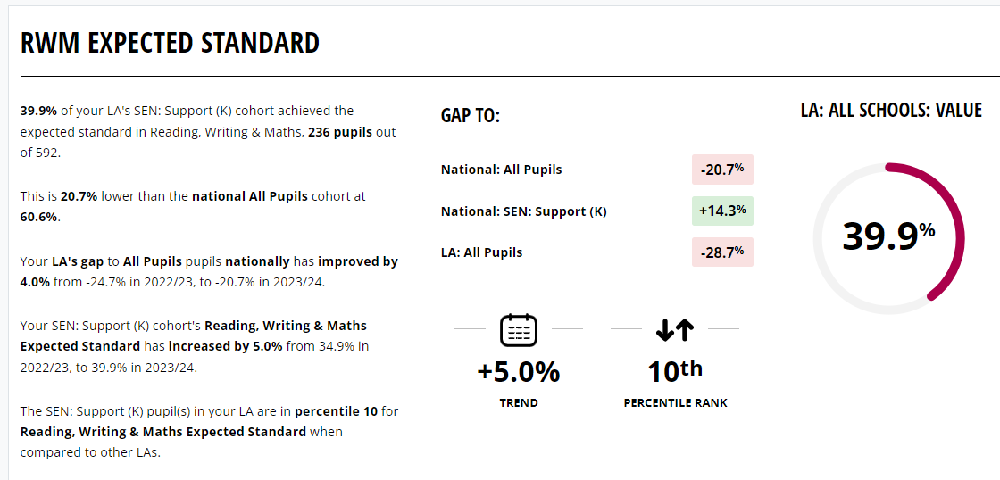 RWM EXPECTED STANDARD
39.9% of your LA's SEN: Support (K) cohort achieved the
expected standard in Reading, Writing & Maths, 236 pupils out
of 592.
This is 20.7% lower than the national All Pupils cohort at
60.6%.
Your LA's gap to All Pupils pupils nationally has improved by
4.0% from -24.7% in 2022/23, to -20.7% in 2023/24.
Your SEN: Support (K) cohort's Reading, Writing & Maths
Expected Standard has increased by 5.0% from 34.9% in
2022/23, to 39.9% in 2023/24.
The SEN: Support (K) pupil(s) in your LA are in percentile 10 for
Reading, Writing & Maths Expected Standard when
compared to other LAs.
GAP TO:
National: All Pupils -20.7%
National: SEN: Support (K) +14.3%
LA: All Pupils -28.7%
+5.0%
TREND
10th
PERCENTILE RANK
LA: ALL SCHOOLS: VALUE
39.9%